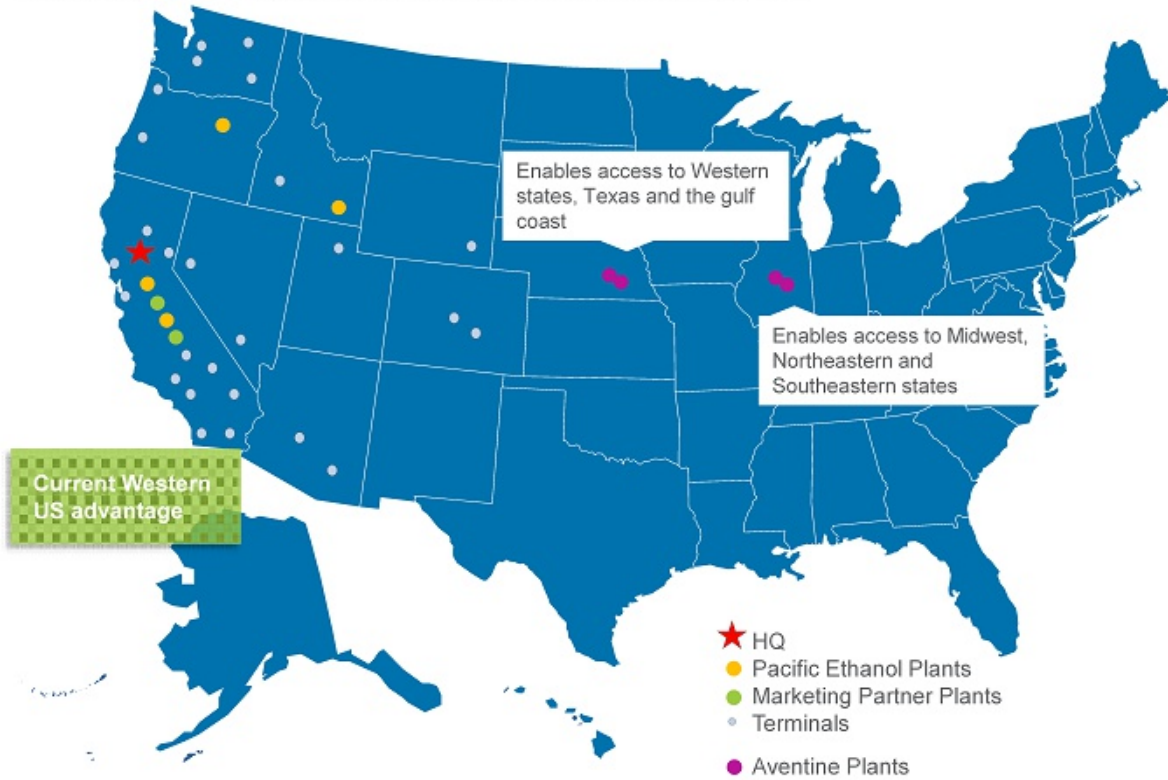 Enables access to Western
states, Texas and the gulf
coast
Enables access to Midwest,
Northeastern and
Southeastern states
Current Western
US advantage
HQ
Pacific Ethanol Plants
Marketing Partner Plants
Terminals
Aventine Plants